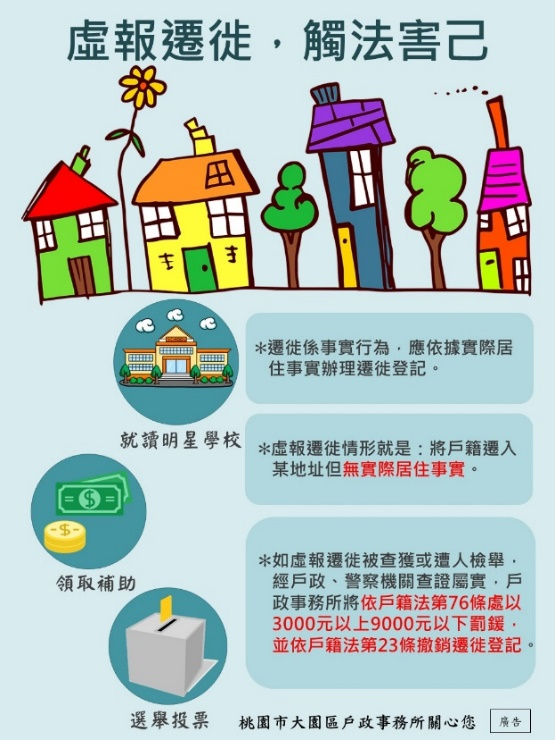 虛報遷徙，觸法害己
＊遷徙係事實行為，應依據實際居
住事實辦理遷徙登記。
就讀明星學校
＊虛報遷徙情形就是：將戶籍遷入
某地址但無實際居住事實。
領取補助
＊如虛報遷徙被查獲或遭人檢舉，
經戶政、警察機關查證屬實，戶
政事務所將依戶籍法第76條處以
3000元以上9000元以下罰鍰，
並依戶籍法第23條撤銷遷徙登記。
選舉投票
桃園市大園區戶政事務所關心您 廣告